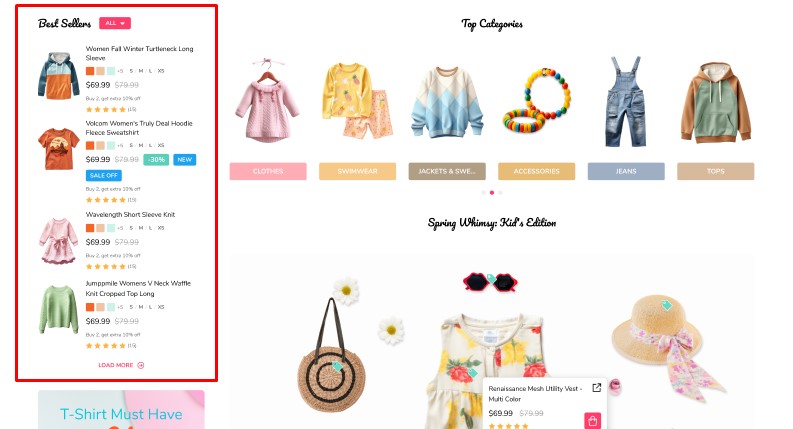 Best Sellers ALL
Women Fall Winter Turtleneck Long
Sleeve
+5 S M L XS
$69.99 $79.99
Buy 2, get extra 10% off
(15)
Volcom Women's Truly Deal Hoodie
Fleece Sweatshirt
+5 S M L XS
$69.99 $79.99 -30% NEW
SALE OFF
Buy 2, get extra 10% off
(15)
Wavelength Short Sleeve Knit
+5 S M L XS
$69.99 $79.99
Buy 2, get extra 10% off
(15)
Jumppmile Womens V Neck Waffle
Knit Cropped Top Long
+5 S M L XS
$69.99 $79.99
Buy 2, get extra 10% off
(15)
LOAD MORE
T-Shirt Must Have
Top Categories
CLOTHES
SWIMWEAR
JACKETS & SWE...
ACCESSORIES
JEANS
TOPS
Spring Whimsy: Kid's Edition
Renaissance Mesh Utility Vest -
Multi Color
$69.99 $79.99